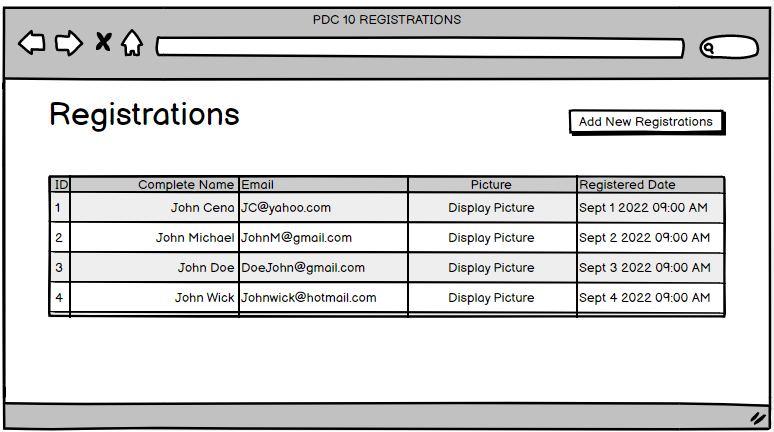 PDC 10 REGISTRATIONS
Registrations
Add New Registrations
ID Complete Name Email Picture Registered Date
1 John Cena JC@yahoo.com Display Picture Sept 1 2022 09:00 AM
2 John Michael JohnM@gmail.com Display Picture Sept 2 2022 09:00 AM
3 John Doe DoeJohn@gmail.com Display Picture Sept 3 2022 09:00 AM
4 John Wick Johnwick@hotmail.com Display Picture Sept 4 2022 09:00 AM